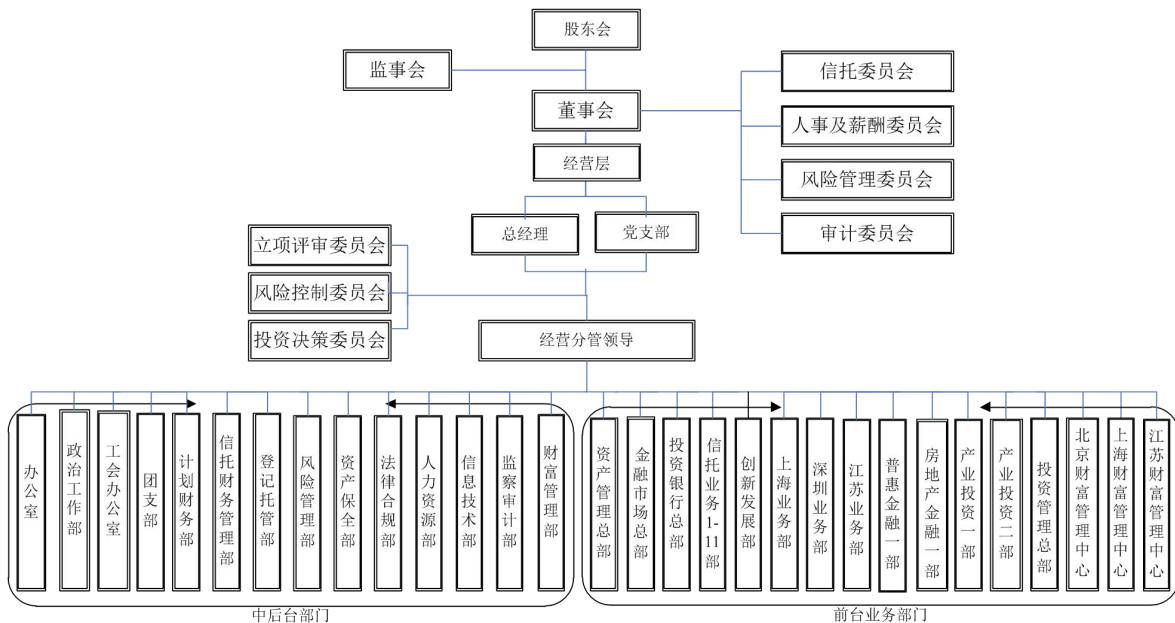 股东会
监事会
信托委员会
董事会
人事及薪酬委员会
经营层
风险管理委员会
总经理
党支部
审计委员会
立项评审委员会
风险控制委员会
投资决策委员会
经营分管领导
办公室
政治工作部
工会办公室
团支部
计划财务部
信托财务管理部
登记托管部
风险管理部
资产保全部
法律合规部
人力资源部
信息技术部
监察审计部
财富管理部
资产管理总部
金融市场总部
投资银行总部
信托业务1-11部
创新发展部
上海业务部
深圳业务部
江苏业务部
普惠金融一部
房地产金融一部
产业投资一部
产业投资二部
投资管理总部
北京财富管理中心
上海财富管理中心
江苏财富管理中心
中后台部门
前台业务部门